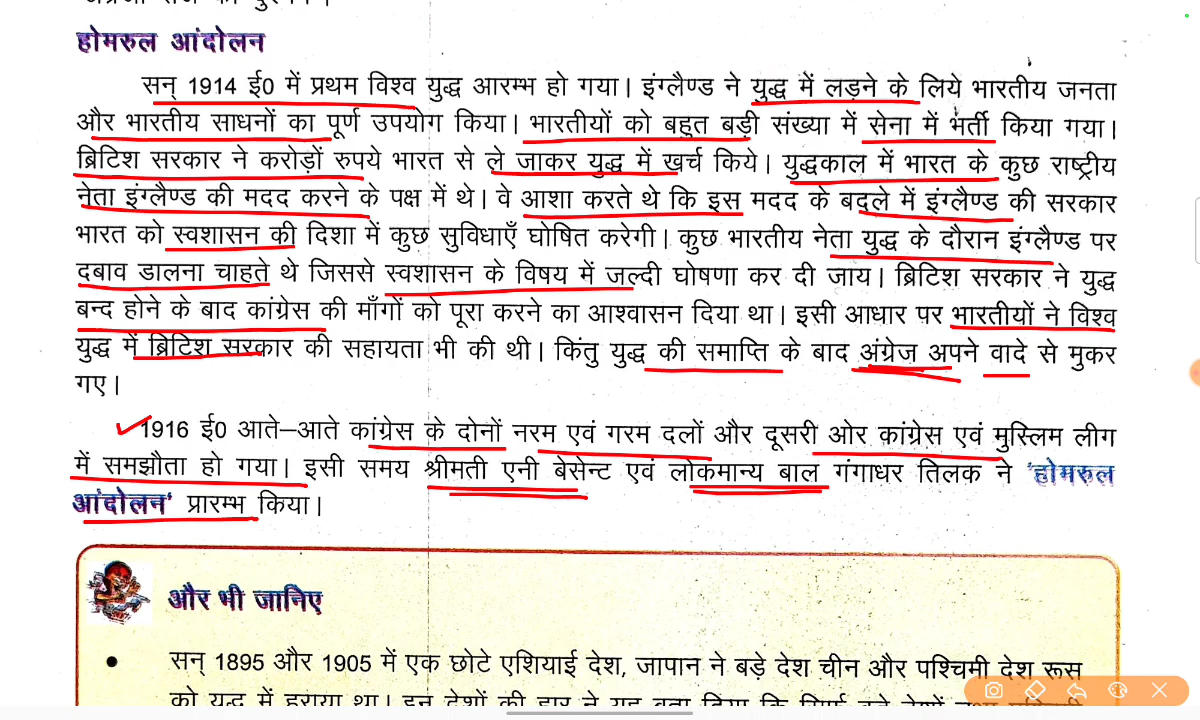 होमरुल आंदोलन
सन् 1914 ई0 में प्रथम विश्व युद्ध आरम्भ हो गया। इंग्लैण्ड ने युद्ध में लड़ने के लिये भारतीय जनता
और भारतीय साधनों का पूर्ण उपयोग किया। भारतीयों को बहुत बड़ी संख्या में सेना में भर्ती किया गया।
ब्रिटिश सरकार ने करोड़ों रुपये भारत से ले जाकर युद्ध में खर्च किये। युद्धकाल में भारत के कुछ राष्ट्रीय
नेता इंग्लैण्ड की मदद करने के पक्ष में थे। वे आशा करते थे कि इस मदद के बदले में इंग्लैण्ड की सरकार
भारत को स्वशासन की दिशा में कुछ सुविधाएँ घोषित करेगी। कुछ भारतीय नेता युद्ध के दौरान इंग्लैण्ड पर
दबाव डालना चाहते थे जिससे स्वशासन के विषय में जल्दी घोषणा कर दी जाय। ब्रिटिश सरकार ने युद्ध
बन्द होने के बाद कांग्रेस की माँगों को पूरा करने का आश्वासन दिया था। इसी आधार पर भारतीयों ने विश्व
युद्ध में ब्रिटिश सरकार की सहायता भी की थी। किंतु युद्ध की समाप्ति के बाद अंग्रेज अपने वादे से मुकर
गए।
1916 ई0 आते–आते कांग्रेस के दोनों नरम एवं गरम दलों और दूसरी ओर कांग्रेस एवं मुस्लिम लीग
में समझौता हो गया। इसी समय श्रीमती एनी बेसेन्ट एवं लोकमान्य बाल गंगाधर तिलक ने 'होमरुल
आंदोलन' प्रारम्भ किया।
और भी जानिए
• सन् 1895 और 1905 में एक छोटे एशियाई देश, जापान ने बड़े देश चीन और पश्चिमी देश रूस
को युद्ध में हराया था। इन देशों की हार ने यह बता दिया कि